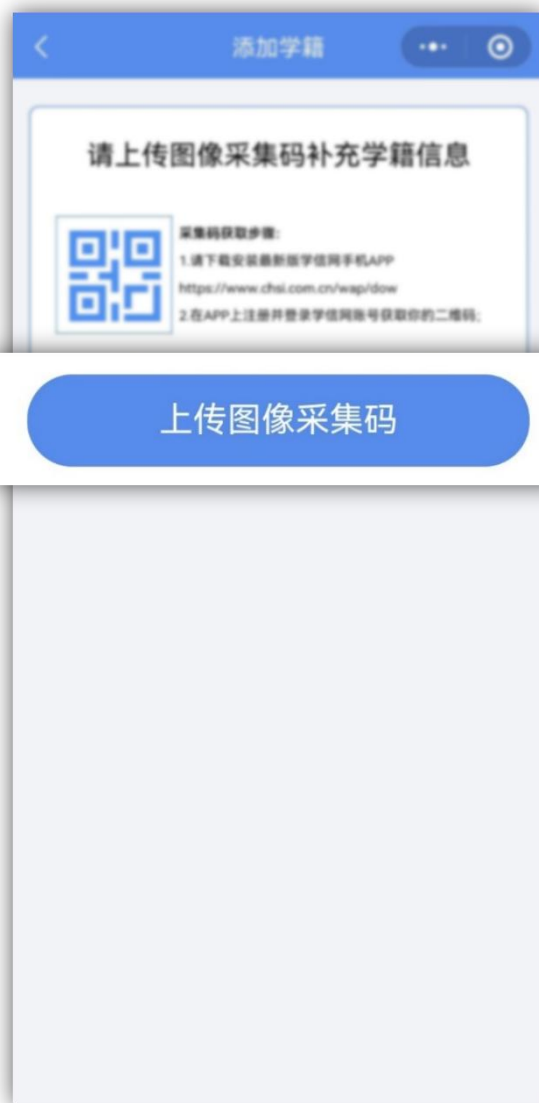 添加学籍
请上传图像采集码补充学籍信息
采集码获取步骤:
1.请下载安装最新版学信网手机APP
https://www.chsi.com.cn/wap/dow
2.在APP上注册并登录学信网账号获取你的二维码;
上传图像采集码